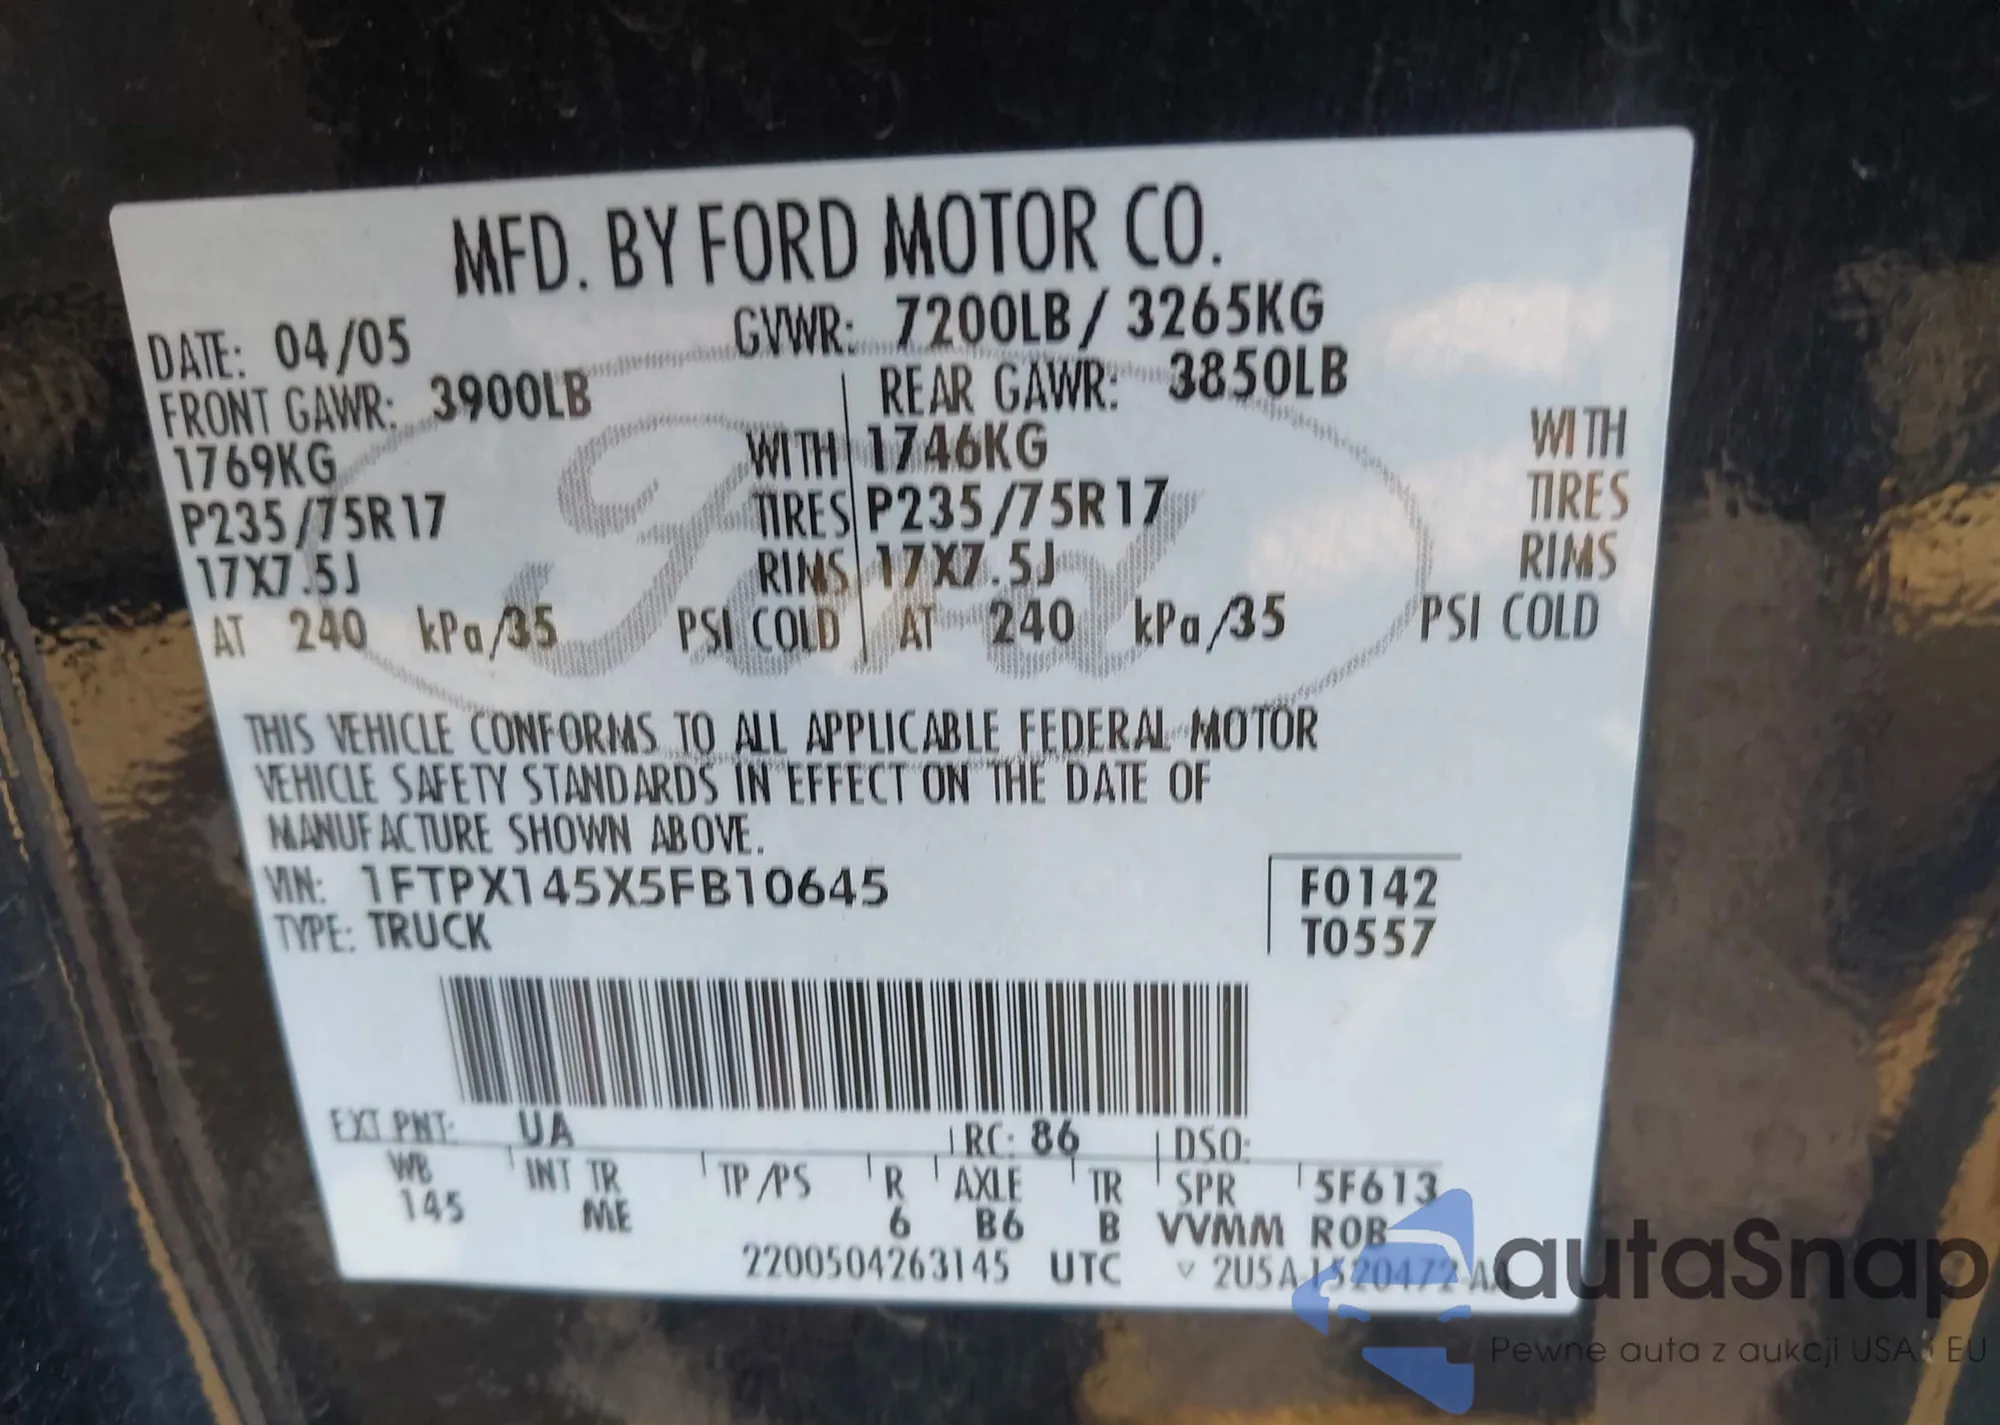 MFD. BY FORD MOTOR CO.
DATE: 04/05 GVWR: 7200LB / 3265KG
FRONT GAWR: 3900LB REAR GAWR: 3850LB
1769KG WITH 1746KG WITH
P235/75R17 TIRES P235/75R17 TIRES
17X7.5J RIMS 17X7.5J RIMS
AT 240 kPa/35 PSI COLD AT 240 kPa/35 PSI COLD
Ford
THIS VEHICLE CONFORMS TO ALL APPLICABLE FEDERAL MOTOR
VEHICLE SAFETY STANDARDS IN EFFECT ON THE DATE OF
MANUFACTURE SHOWN ABOVE.
VIN: 1FTPX145X5FB10645 F0142
TYPE: TRUCK T0557
EXT PNT: UA RC: 86 DSO:
WB INT TR TP/PS R AXLE TR SPR 5F613
145 ME 6 B6 B VVMM ROB
2200504263145 UTC ▽ 2U5A-1520472-AA
autaSnap
Pewne auta z aukcji USA i EU